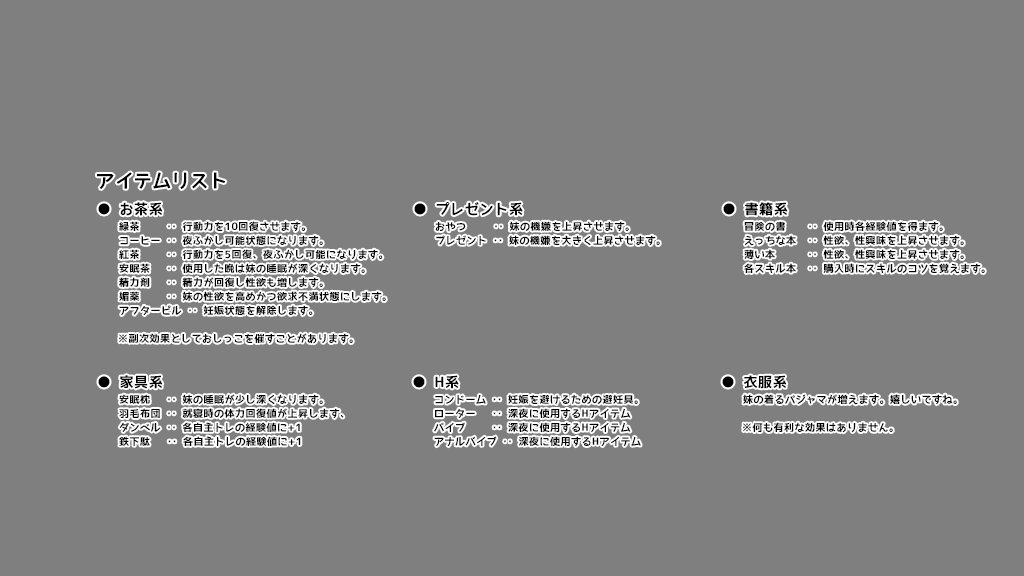 アイテムリスト
● お茶系
緑茶 ‥ 行動力を10回復させます。
コーヒー ‥ 夜ふかし可能状態になります。
紅茶 ‥ 行動力を5回復、夜ふかし可能になります。
安眠茶 ‥ 使用した晩は妹の睡眠が深くなります。
精力剤 ‥ 精力が回復し性欲も増します。
媚薬 ‥ 妹の性欲を高めかつ欲求不満状態にします。
アフターピル ‥ 妊娠状態を解除します。
※副次効果としておしっこを催すことがあります。
● プレゼント系
おやつ ‥ 妹の機嫌を上昇させます。
プレゼント ‥ 妹の機嫌を大きく上昇させます。
● 書籍系
冒険の書 ‥ 使用時各経験値を得ます。
えっちな本 ‥ 性欲、性興味を上昇させます。
薄い本 ‥ 性欲、性興味を上昇させます。
各スキル本 ‥ 購入時にスキルのコツを覚えます。
● 家具系
安眠枕 ‥ 妹の睡眠が少し深くなります。
羽毛布団 ‥ 就寝時の体力回復値が上昇します、
ダンベル ‥ 各自主トレの経験値に+1
鉄下駄 ‥ 各自主トレの経験値に+1
● H系
コンドーム ‥ 妊娠を避けるための避妊具。
ローター ‥ 深夜に使用するHアイテム
バイブ ‥ 深夜に使用するHアイテム
アナルバイブ ‥ 深夜に使用するHアイテム
● 衣服系
妹の着るパジャマが増えます。嬉しいですね。
※何も有利な効果はありません。